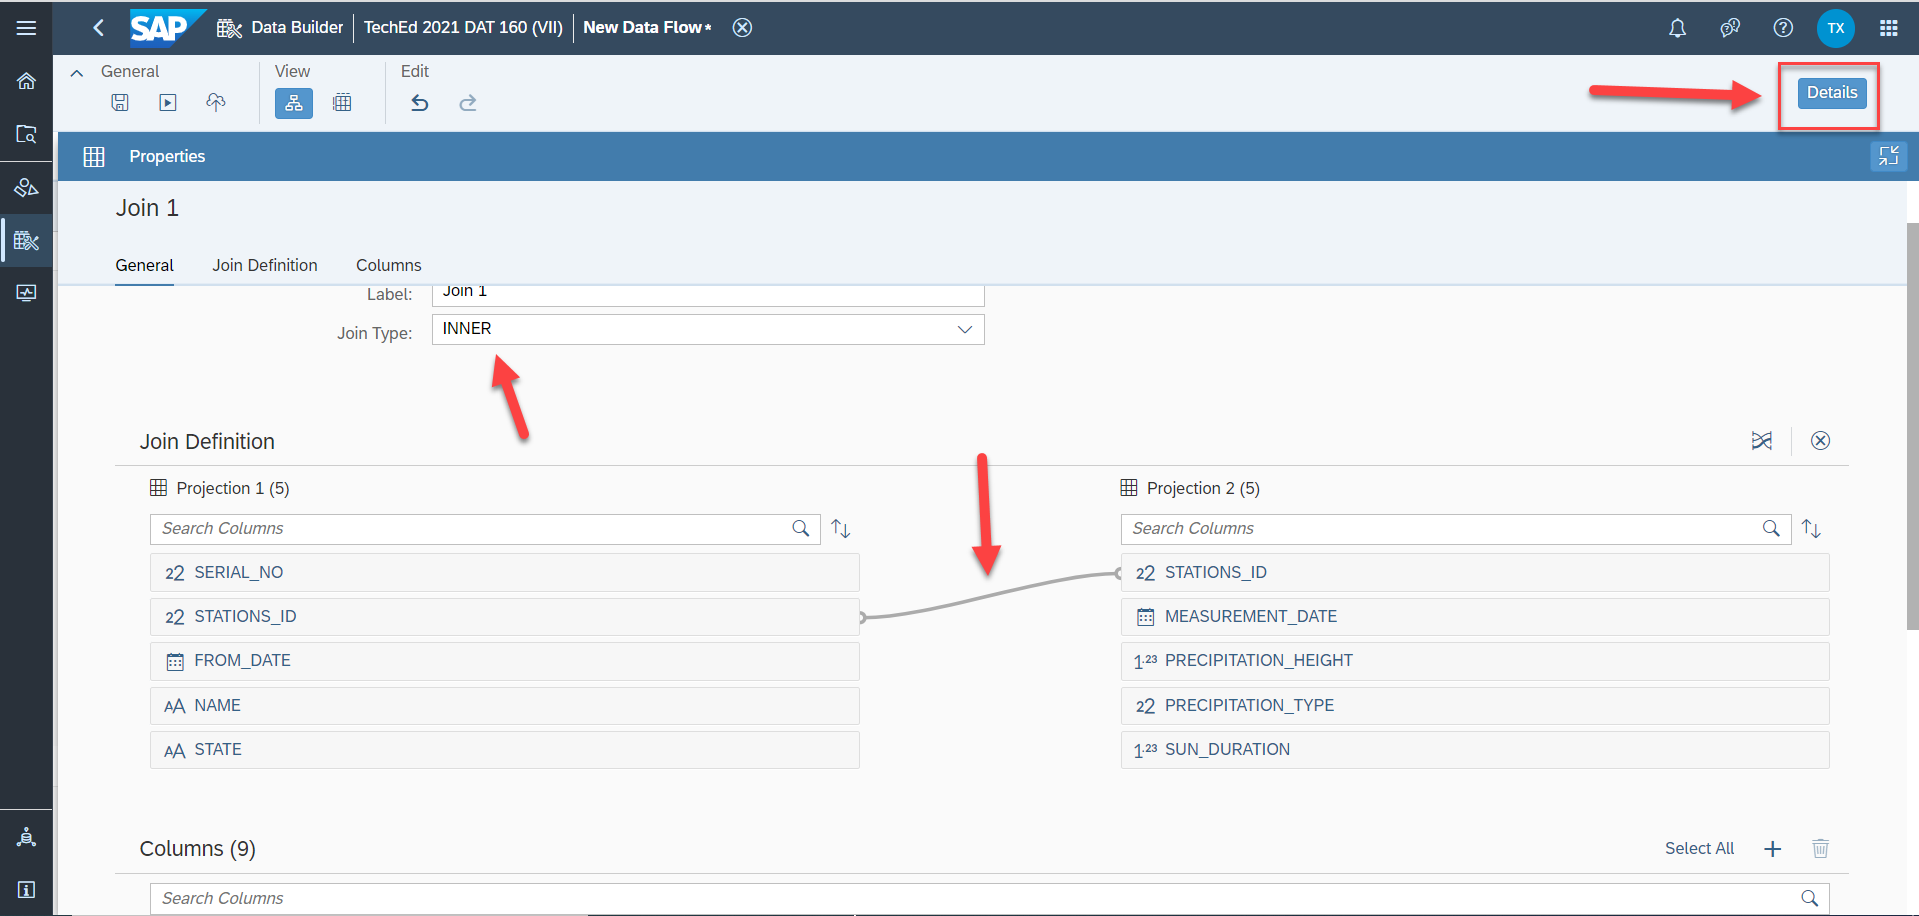 SAP Data Builder TechEd 2021 DAT 160 (VII) New Data Flow * TX
General View Edit
Details
Properties
Join 1
General Join Definition Columns
Label: Join 1
Join Type: INNER
Join Definition
Projection 1 (5) Projection 2 (5)
Search Columns Search Columns
22 SERIAL_NO 22 STATIONS_ID
22 STATIONS_ID MEASUREMENT_DATE
FROM_DATE 1.23 PRECIPITATION_HEIGHT
AA NAME 22 PRECIPITATION_TYPE
AA STATE 1.23 SUN_DURATION
Columns (9) Select All
Search Columns